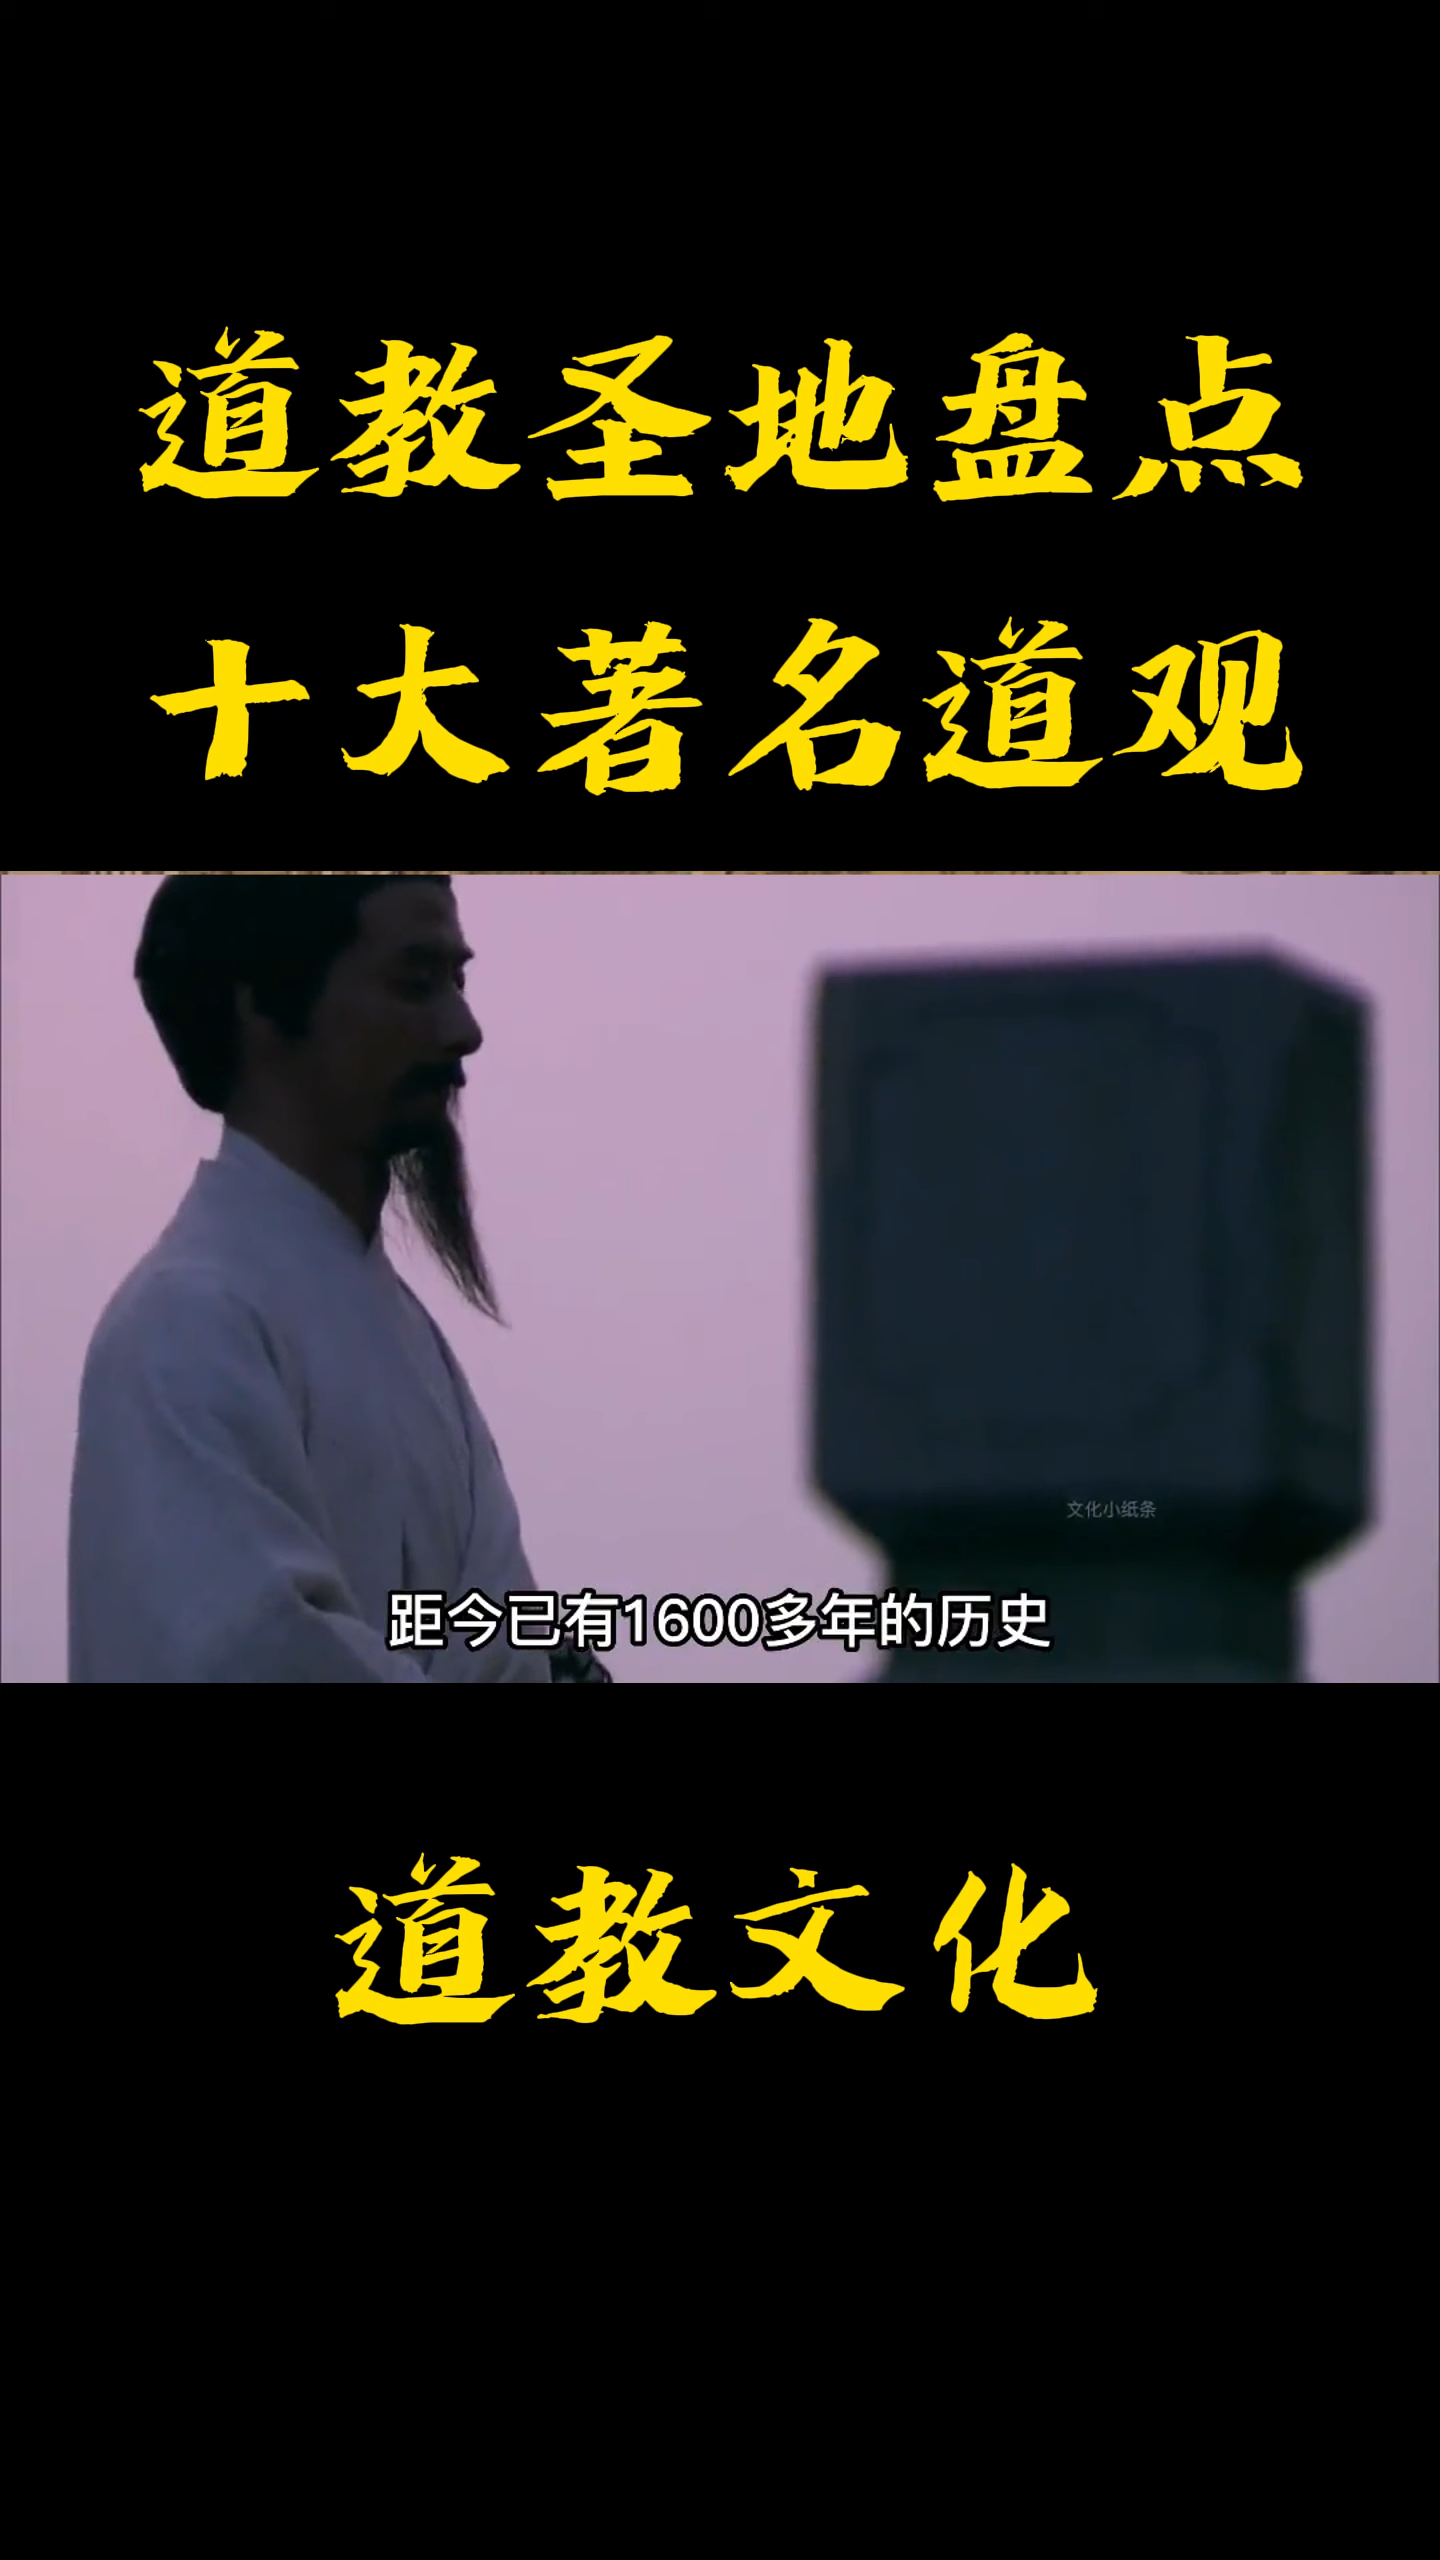 道教圣地盘点
十大著名道观
文化小纸条
距今已有1600多年的历史
道教文化